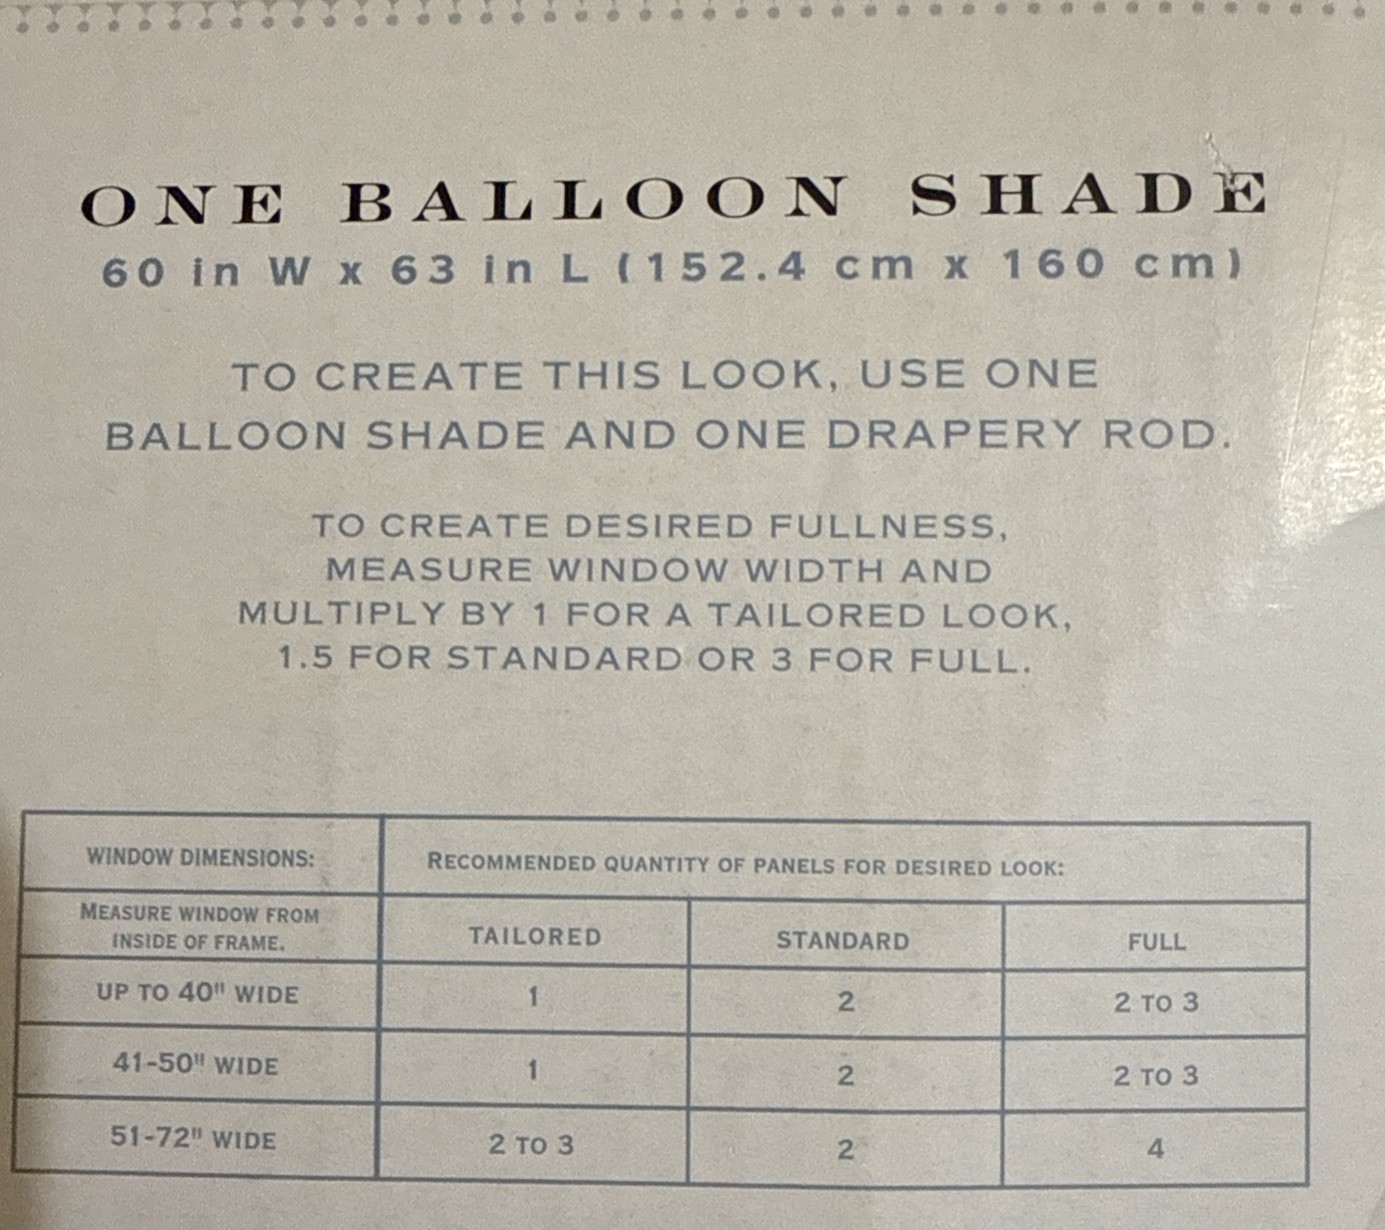 ONE BALLOON SHADE
60 in W x 63 in L (152.4 cm x 160 cm)
TO CREATE THIS LOOK, USE ONE
BALLOON SHADE AND ONE DRAPERY ROD.
TO CREATE DESIRED FULLNESS,
MEASURE WINDOW WIDTH AND
MULTIPLY BY 1 FOR A TAILORED LOOK,
1.5 FOR STANDARD OR 3 FOR FULL.
WINDOW DIMENSIONS: RECOMMENDED QUANTITY OF PANELS FOR DESIRED LOOK:
MEASURE WINDOW FROM
INSIDE OF FRAME. TAILORED STANDARD FULL
UP TO 40" WIDE 1 2 2 TO 3
41-50" WIDE 1 2 2 TO 3
51-72" WIDE 2 TO 3 2 4